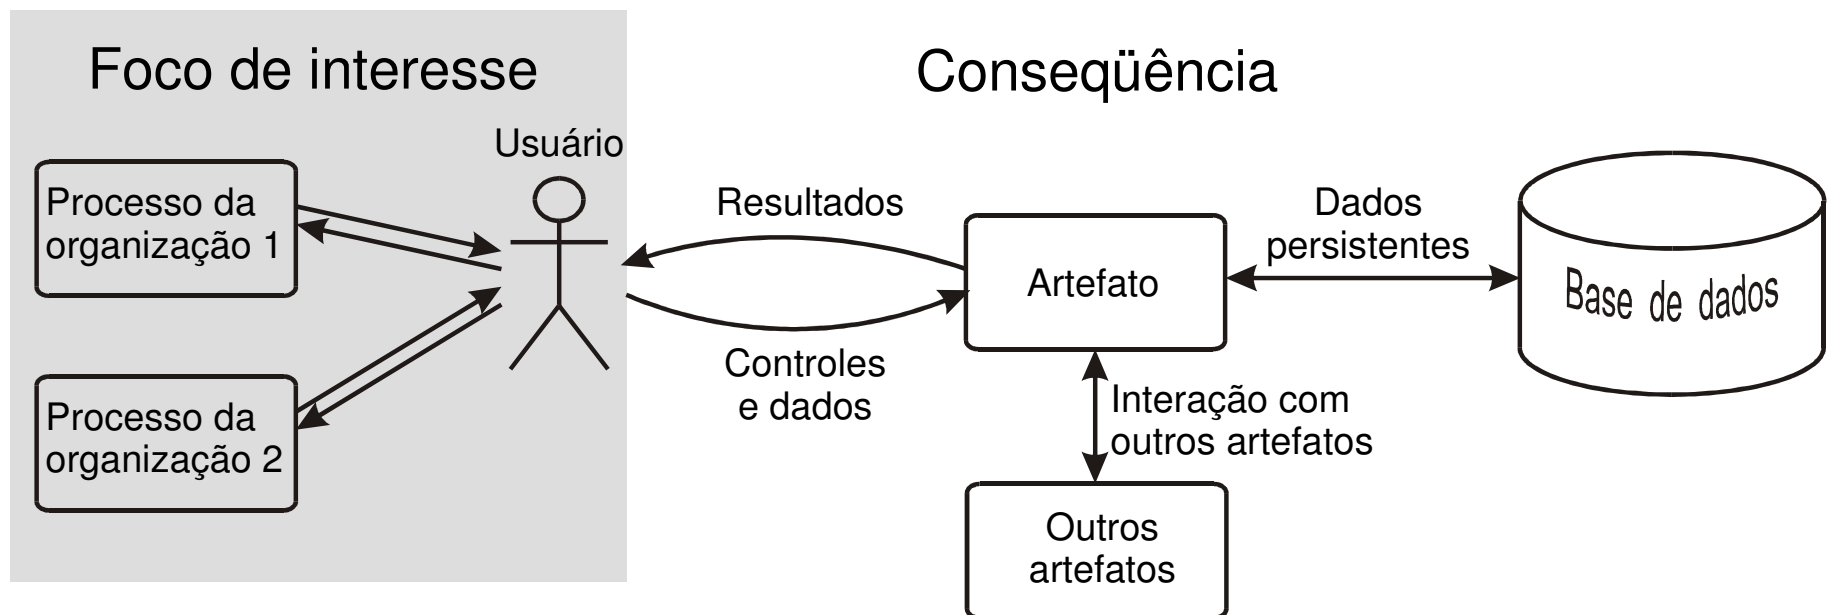 Foco de interesse
Conseqüência
Usuário
Processo da
organização 1
Processo da
organização 2
Resultados
Controles
e dados
Artefato
Dados
persistentes
Base de dados
Interação com
outros artefatos
Outros
artefatos